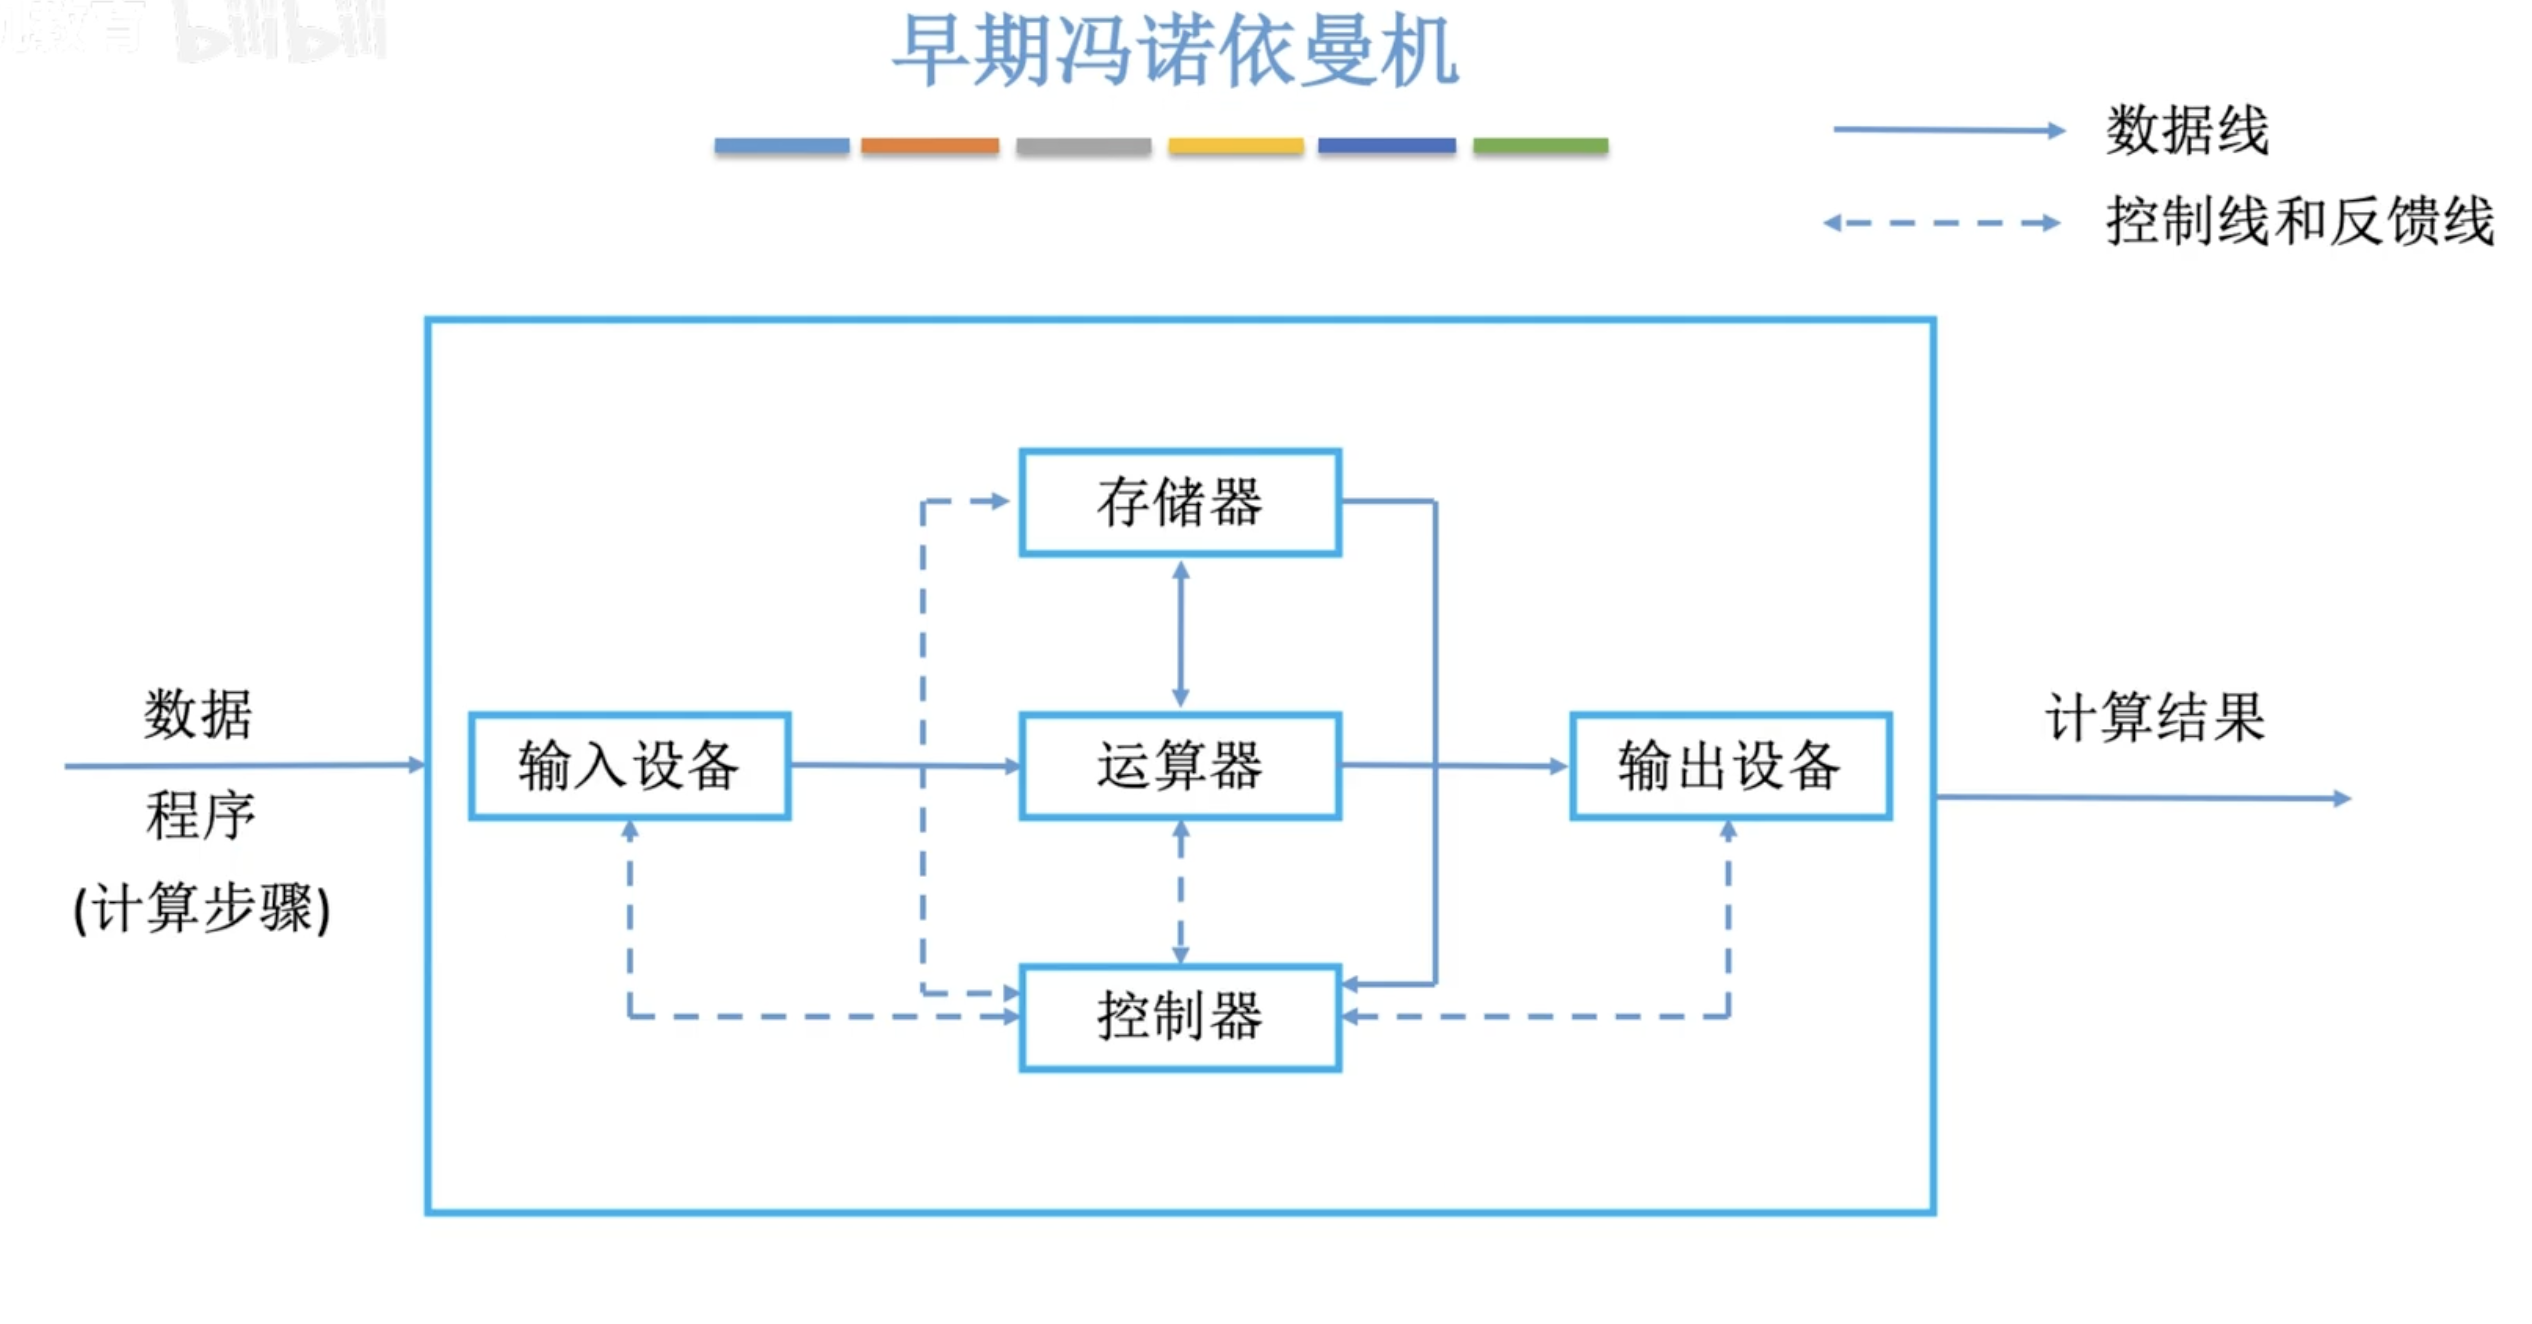 教育 bilibili
早期冯诺依曼机
数据线
控制线和反馈线
存储器
数据
程序
(计算步骤)
输入设备
运算器
输出设备
计算结果
控制器